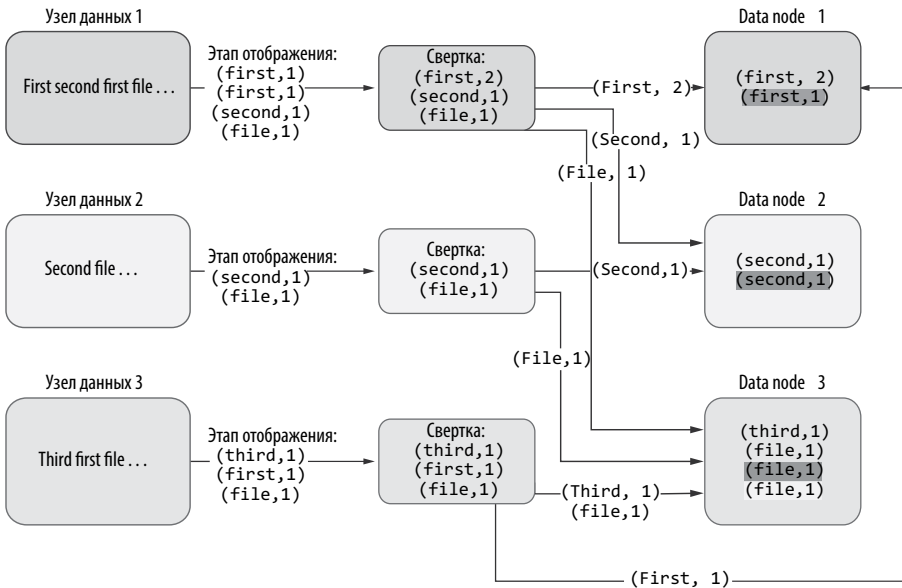 Узел данных 1
Data node 1
First second first file . . .
Этап отображения:
(first,1)
(first,1)
(second,1)
(file,1)
Свертка:
(first,2)
(second,1)
(file,1)
(First, 2)
(first, 2)
(first,1)
(Second, 1)
(File, 1)
Узел данных 2
Data node 2
Second file . . .
Этап отображения:
(second,1)
(file,1)
Свертка:
(second,1)
(file,1)
(Second,1)
(second,1)
(second,1)
(File,1)
Узел данных 3
Data node 3
Third first file . . .
Этап отображения:
(third,1)
(first,1)
(file,1)
Свертка:
(third,1)
(first,1)
(file,1)
(Third, 1)
(file,1)
(third,1)
(file,1)
(file,1)
(file,1)
(First, 1)